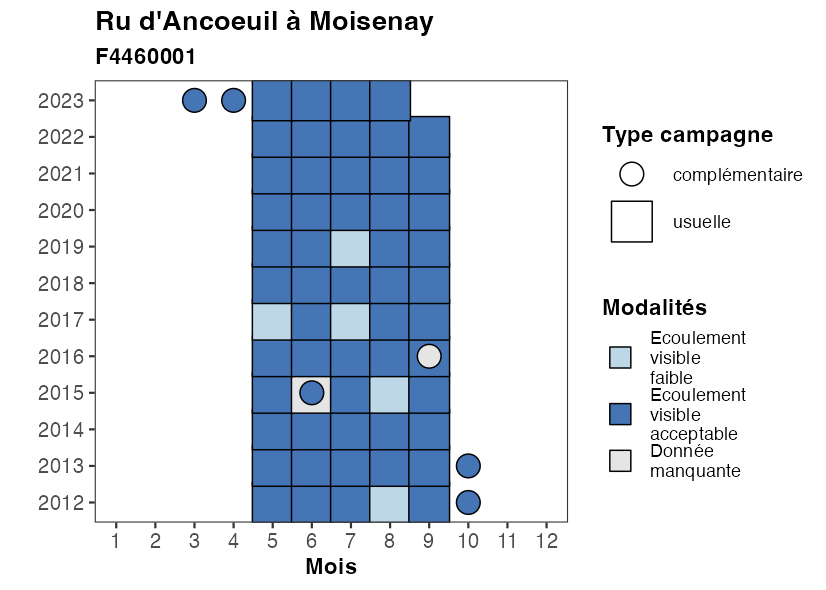 Ru d'Ancoeuil à Moisenay
F4460001
2023
2022
2021
2020
2019
2018
2017
2016
2015
2014
2013
2012
1 2 3 4 5 6 7 8 9 10 11 12
Mois
Type campagne
complémentaire
usuelle
Modalités
Ecoulement
visible
faible
Ecoulement
visible
acceptable
Donnée
manquante